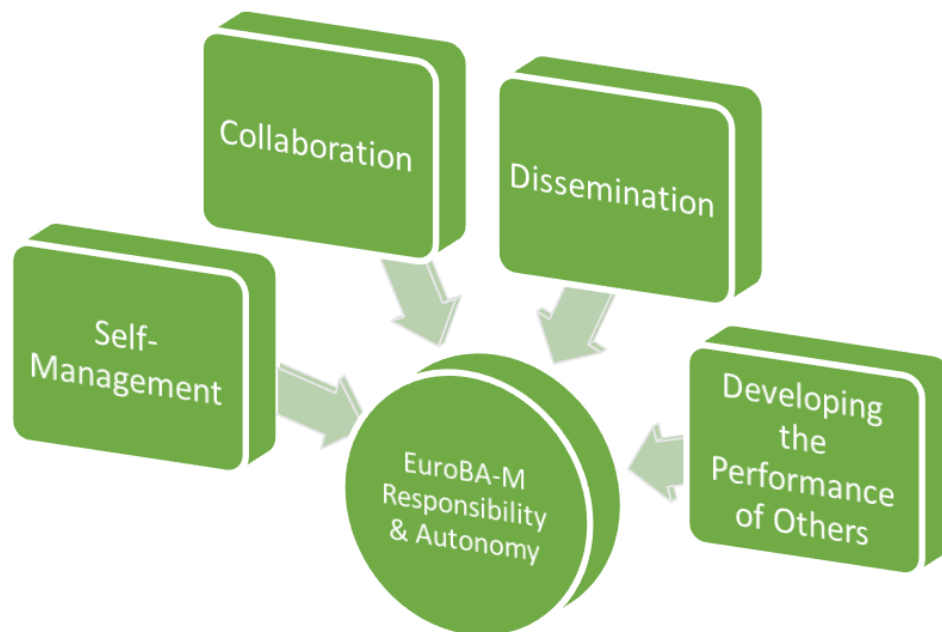 Collaboration
Dissemination
Self-
Management
Developing
the
Performance
of Others
EuroBA-M
Responsibility
& Autonomy